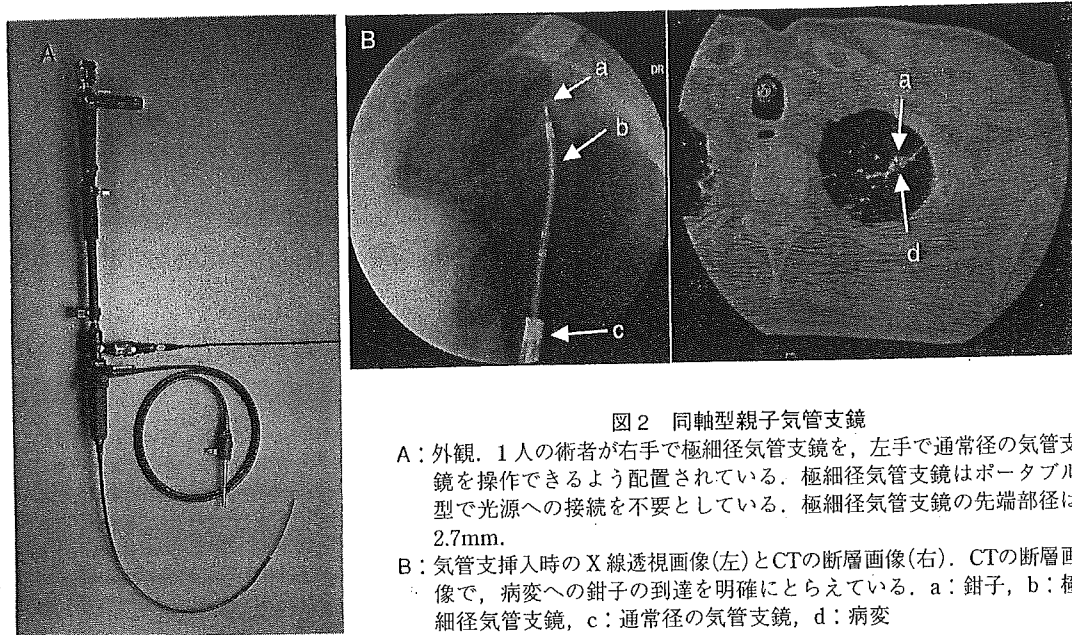 A
B
a
b
c
DR
a
d
図2 同軸型親子気管支鏡
A:外観.1人の術者が右手で極細径気管支鏡を,左手で通常径の気管支
鏡を操作できるよう配置されている.極細径気管支鏡はポータブル
型で光源への接続を不要としている.極細径気管支鏡の先端部径は
2.7mm.
B:気管支挿入時のX線透視画像(左)とCTの断層画像(右).CTの断層画
像で,病変への鉗子の到達を明確にとらえている.a:鉗子,b:極
細径気管支鏡,c:通常径の気管支鏡,d:病変